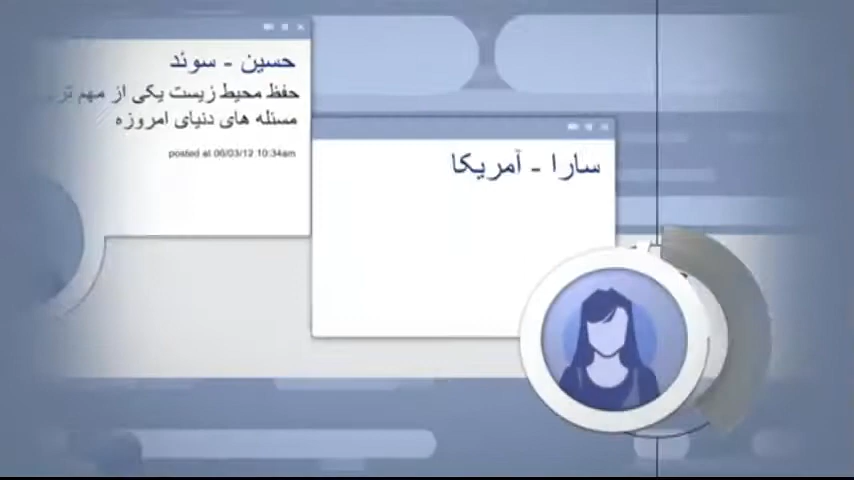 حسین - سوئد
حفظ محیط زیست یکی از مهم
مسئله های دنیای امروزه
posted at 06/03/12 10:34am
سارا - آمریکا